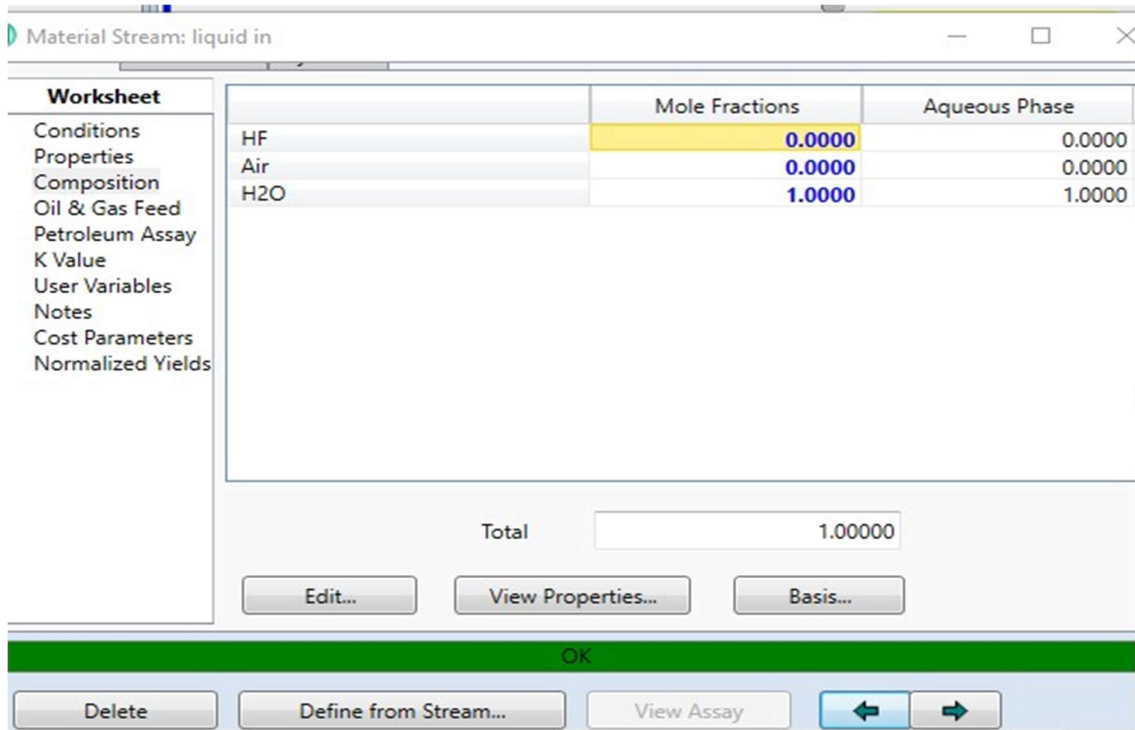 Material Stream: liquid in
Worksheet
Conditions
Properties
Composition
Oil & Gas Feed
Petroleum Assay
K Value
User Variables
Notes
Cost Parameters
Normalized Yields
Mole Fractions Aqueous Phase
HF 0.0000 0.0000
Air 0.0000 0.0000
H2O 1.0000 1.0000
Total 1.00000
Edit... View Properties... Basis...
OK
Delete Define from Stream... View Assay